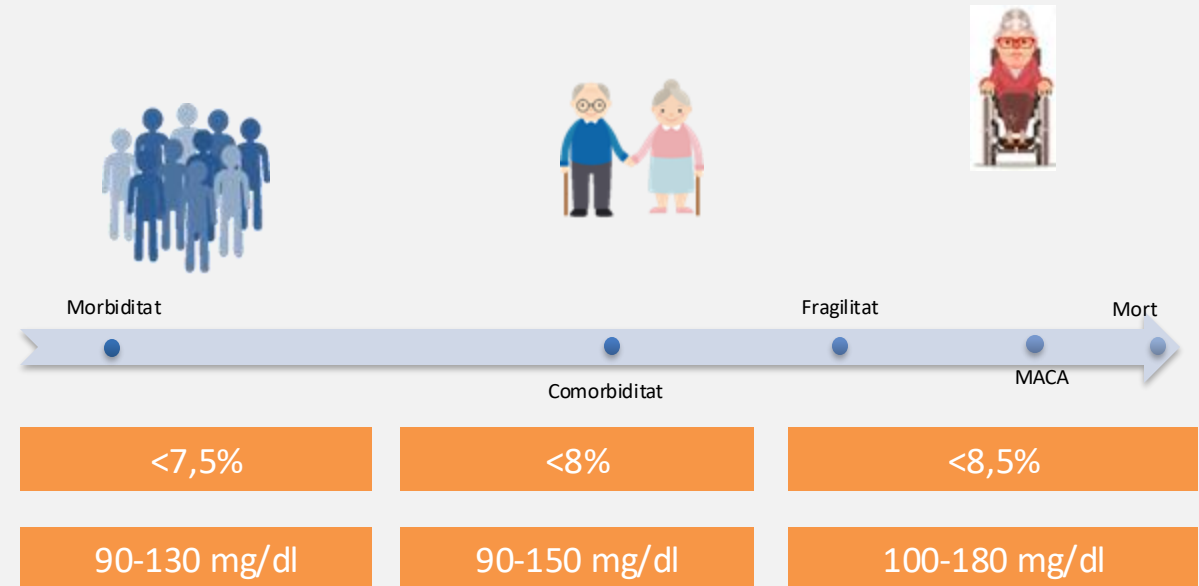 Morbiditat
Fragilitat
Mort
Comorbiditat
MACA
<7,5%
<8%
<8,5%
90-130 mg/dl
90-150 mg/dl
100-180 mg/dl